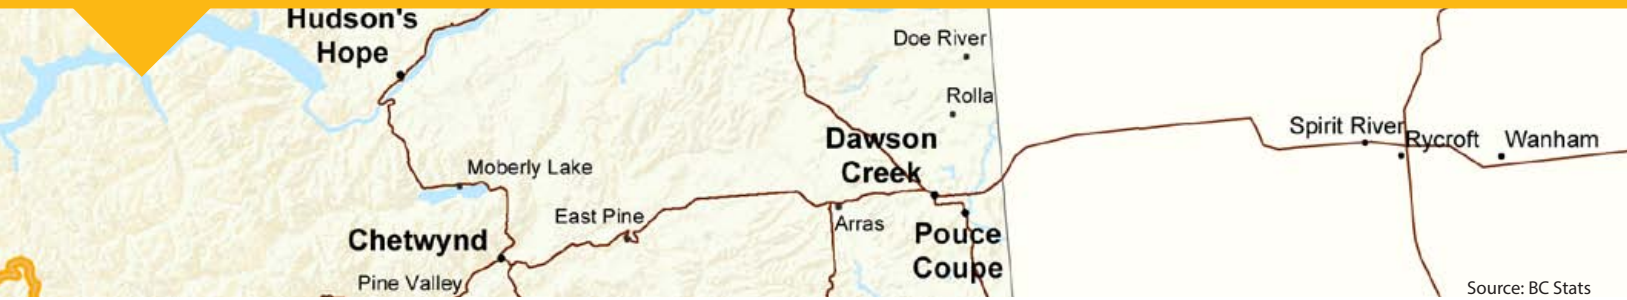 Hudson's
Hope
Doe River
Rolla
Spirit River
Rycroft
Wanham
Dawson
Creek
Moberly Lake
East Pine
Arras
Pouce
Coupe
Chetwynd
Pine Valley
Source: BC Stats